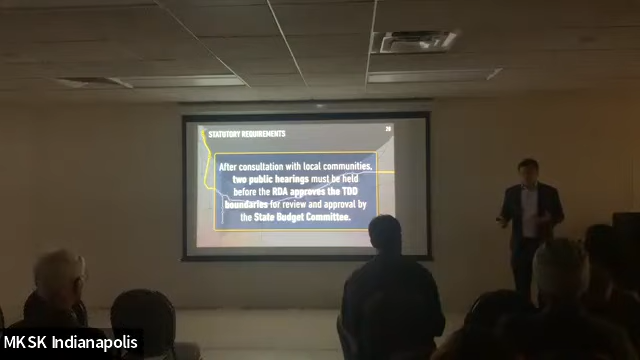 STATUTORY REQUIREMENTS
28
After consultation with local communities,
two public hearings must be held
before the RDA approves the TDD
boundaries for review and approval by
the State Budget Committee.
MKSK Indianapolis